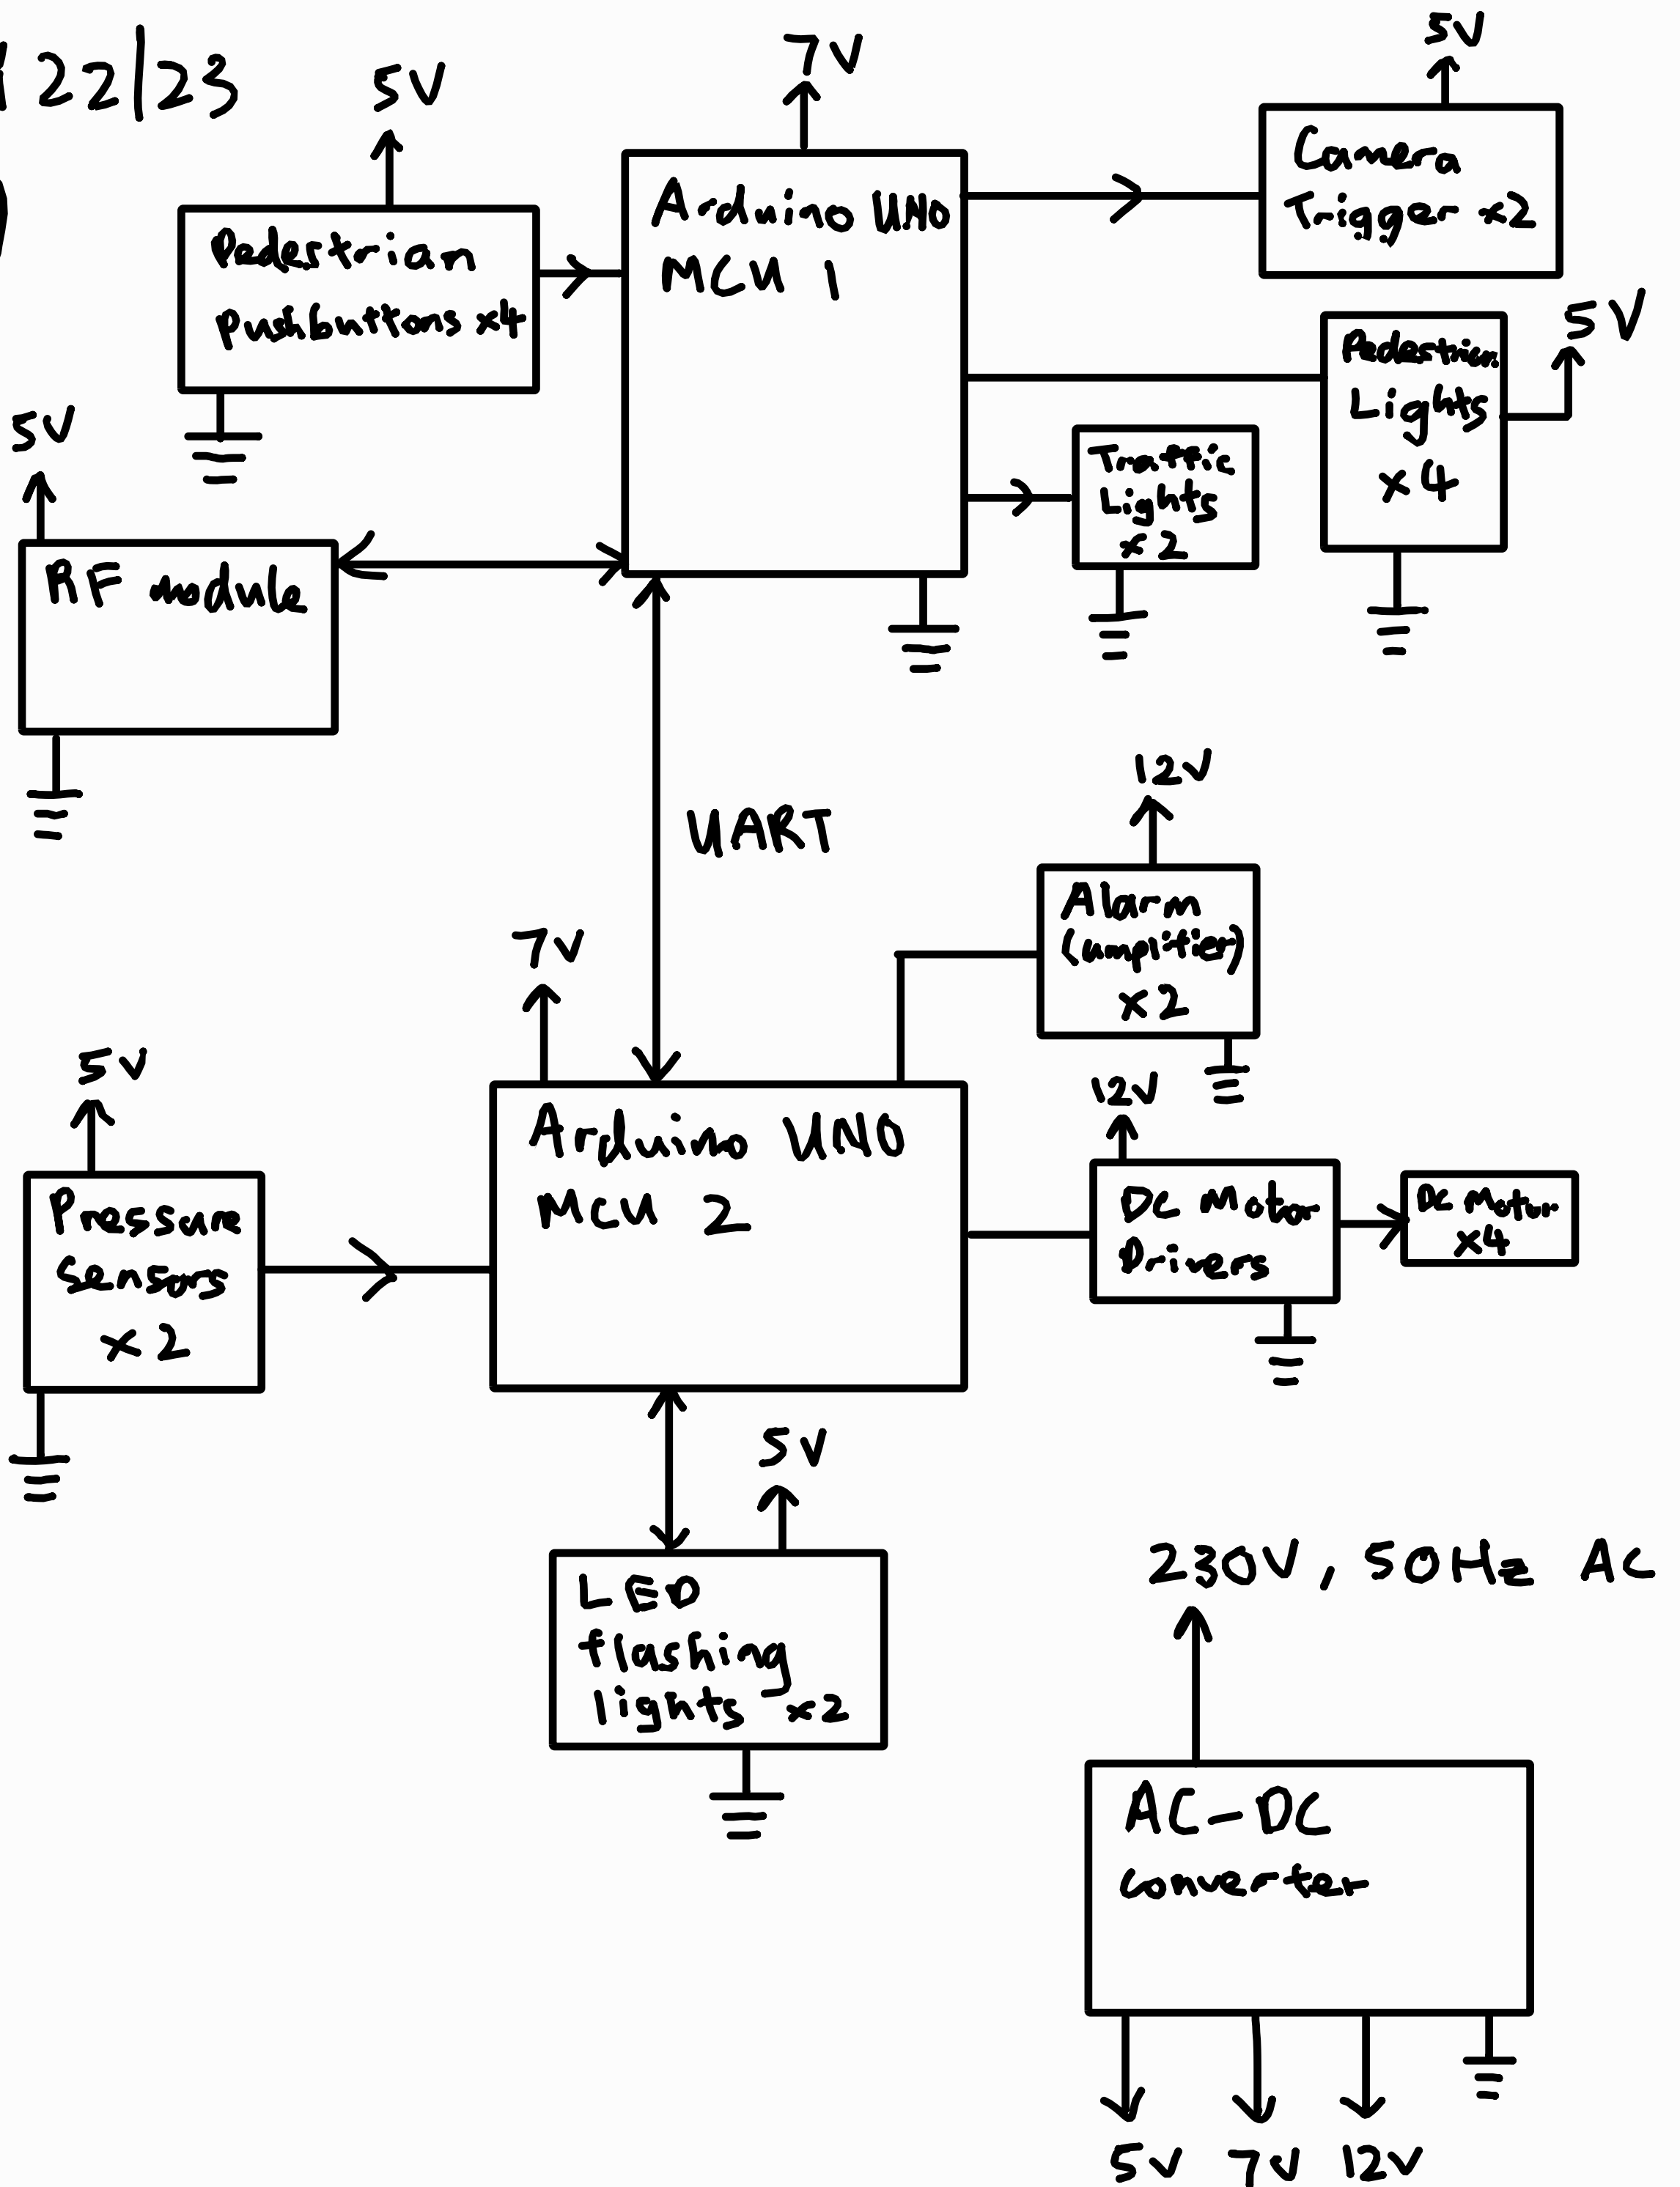 22/23
5V
7V
5V
Pedestrian
pushbuttons x4
Arduino UNO
MCU 1
Camera
Trigger x2
5V
Pedestrian
Lights
x4
Traffic
Lights
x2
5V
RF module
UART
12V
Alarm
(amplifier)
x2
7V
5V
Pressure
sensors
x2
Arduino UNO
MCU 2
12V
DC Motor
Drivers
DC Motor
x4
5V
LED
flashing
lights x2
230V, 50Hz AC
AC-DC
converter
5V 7V 12V